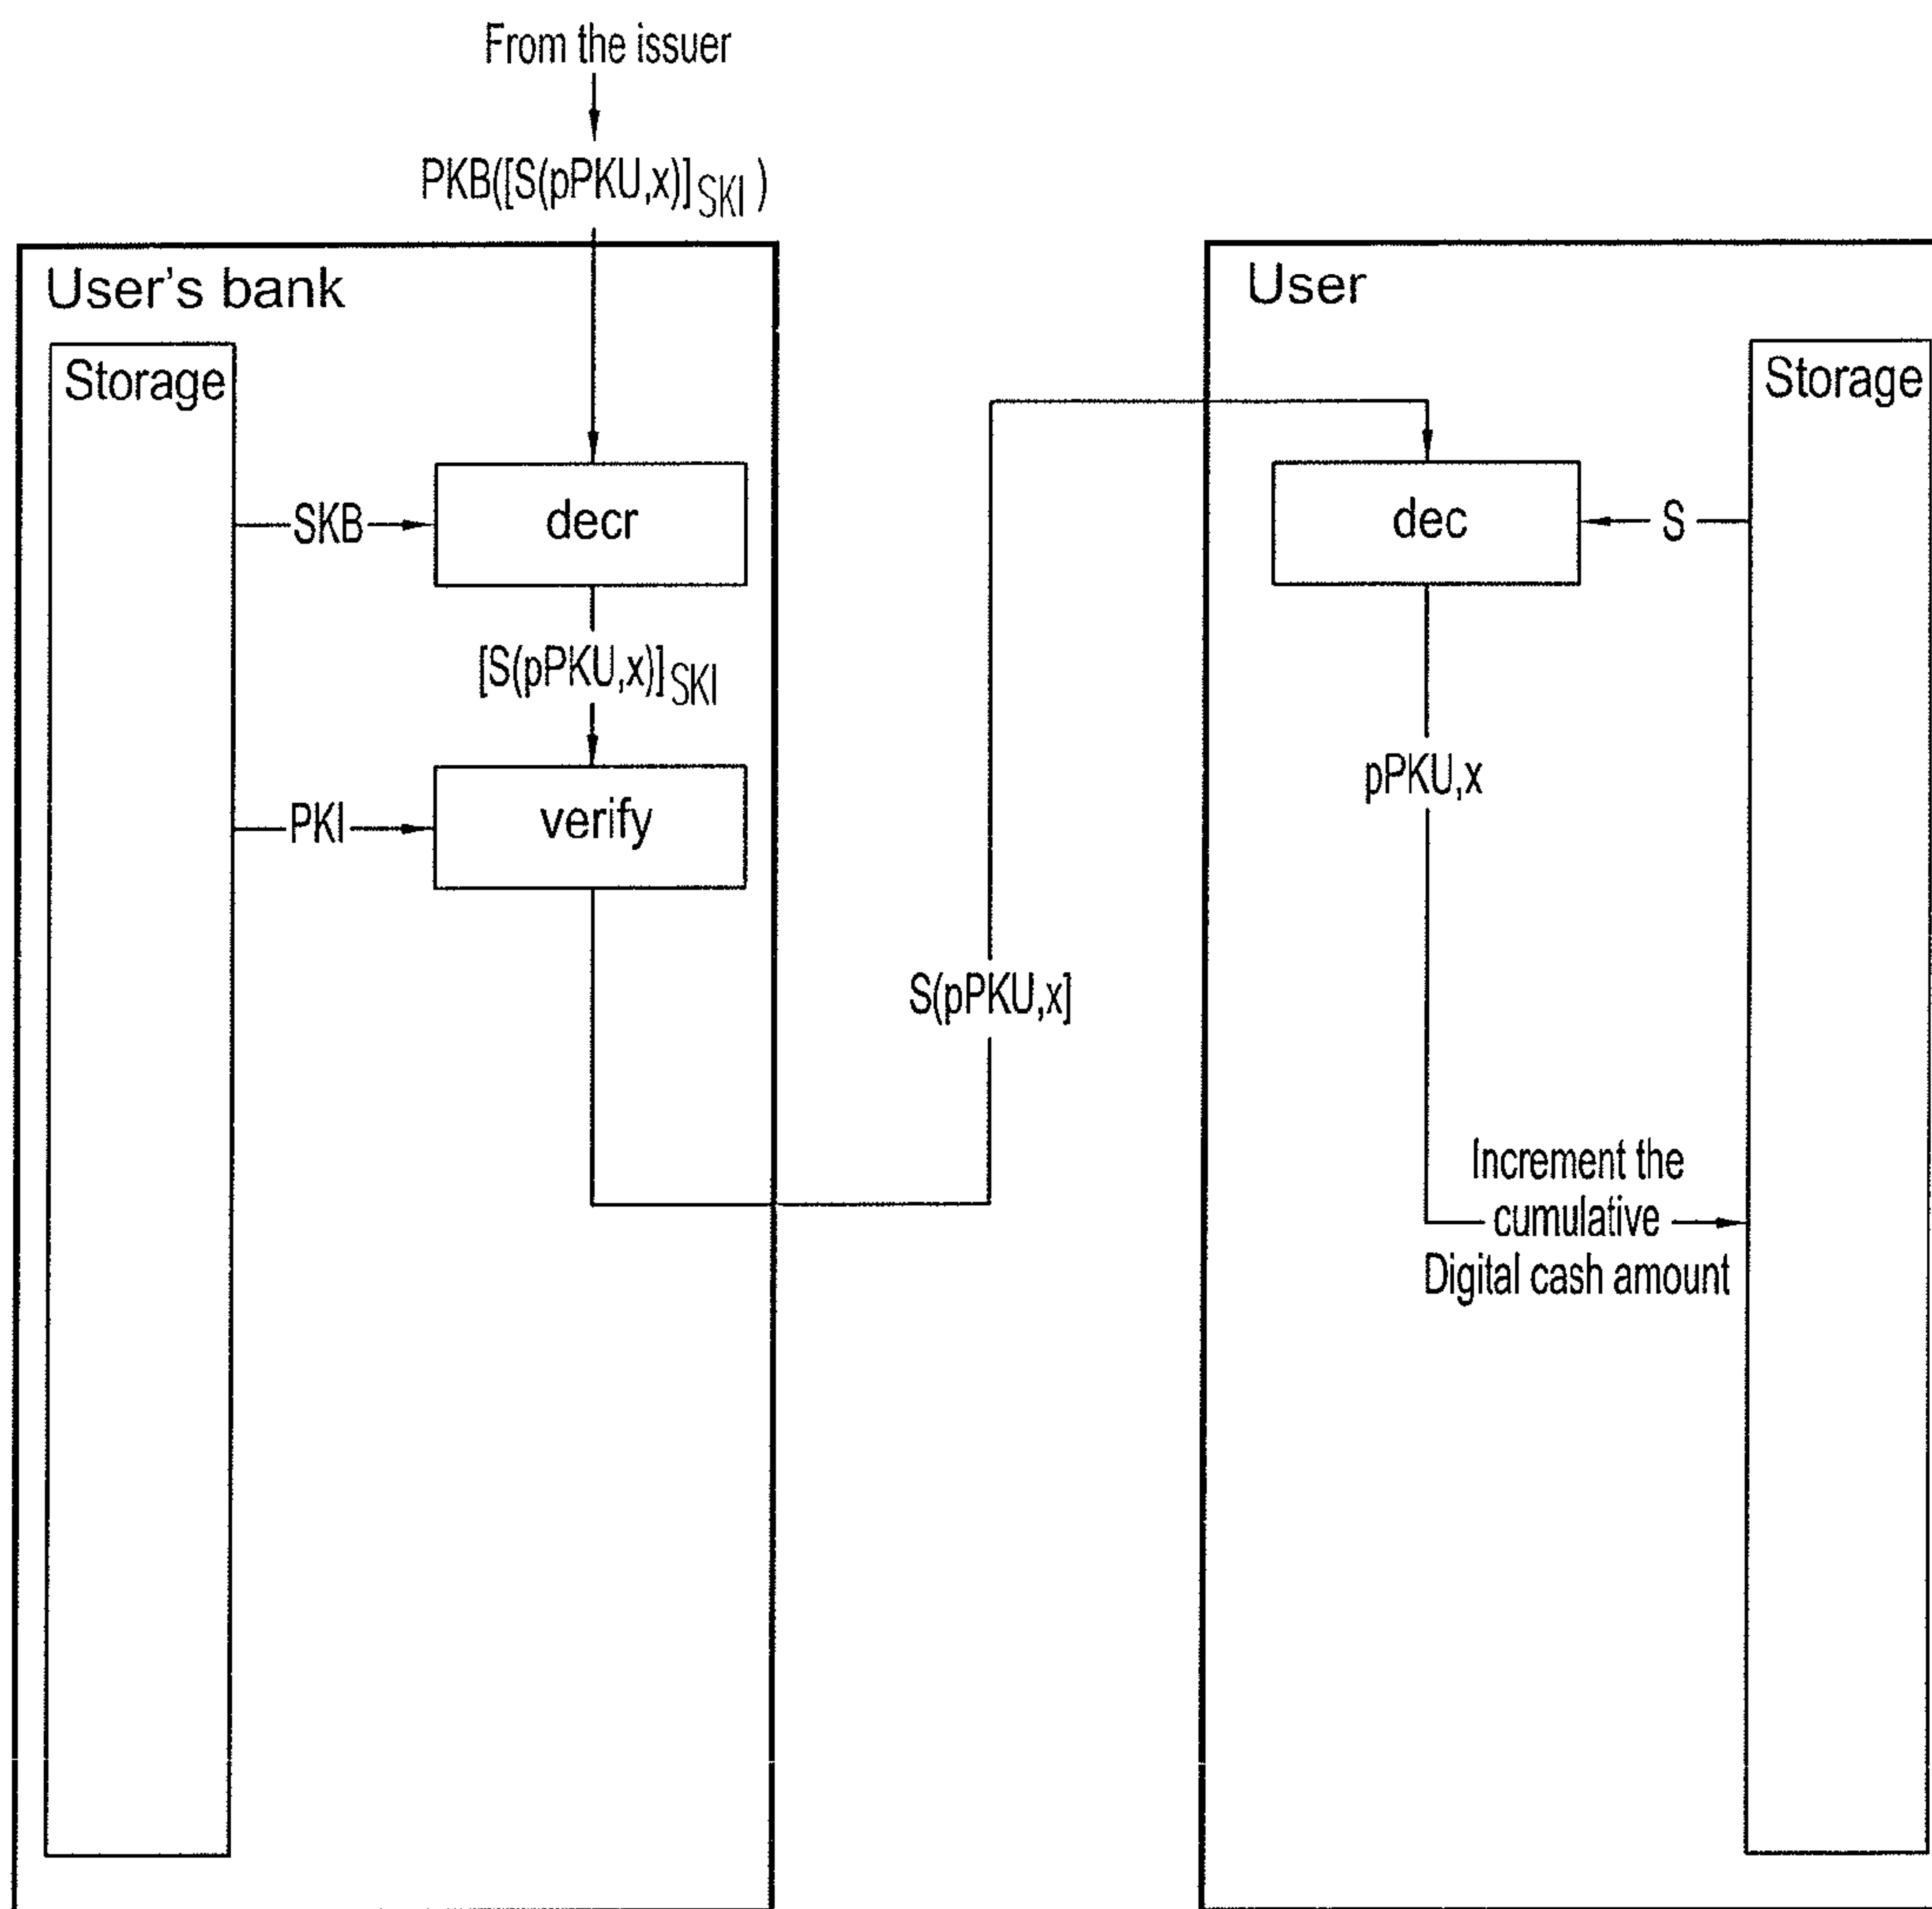 From the issuer
PKB([S(pPKU,x)]SKI )
User's bank
Storage
SKB
decr
[S(pPKU,x)]SKI
PKI
verify
S(pPKU,x]
User
Storage
dec
S
pPKU,x
Increment the
cumulative
Digital cash amount